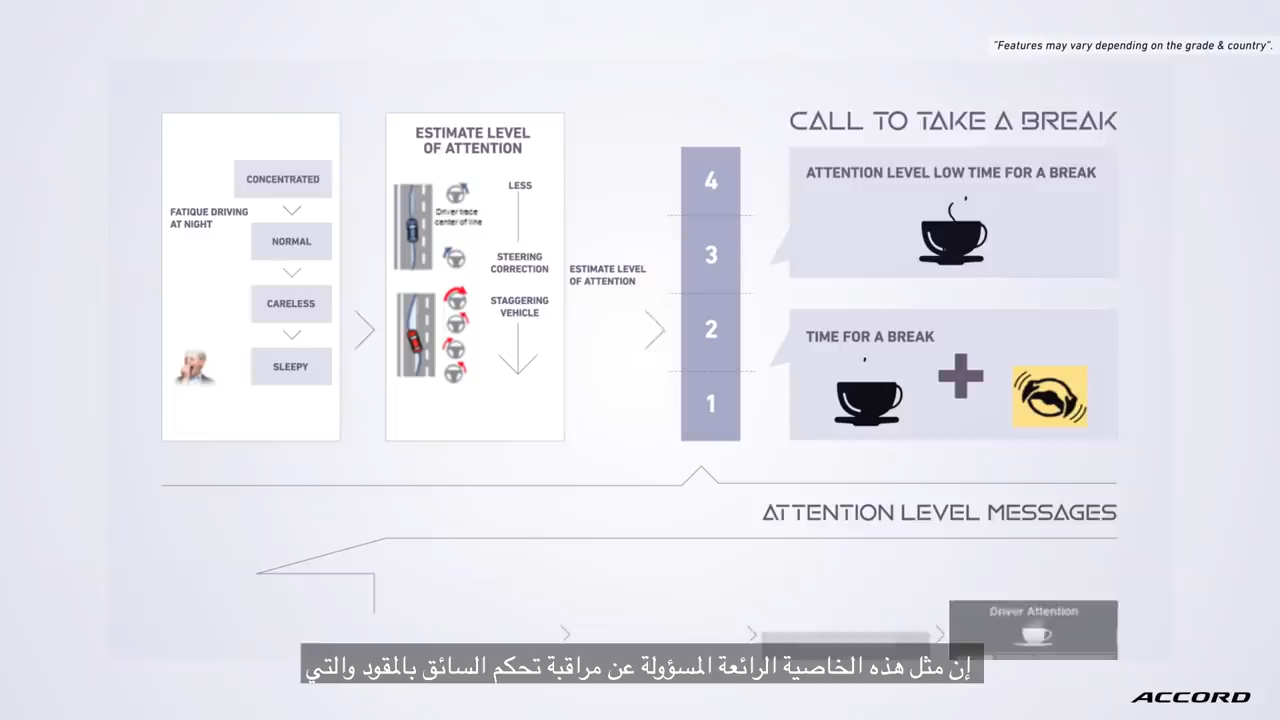 "Features may vary depending on the grade & country".
CALL TO TAKE A BREAK
CONCENTRATED
FATIQUE DRIVING
AT NIGHT
NORMAL
CARELESS
SLEEPY
ESTIMATE LEVEL
OF ATTENTION
LESS
Driver trace
center of line
STEERING
CORRECTION
STAGGERING
VEHICLE
ESTIMATE LEVEL
OF ATTENTION
4
3
2
1
ATTENTION LEVEL LOW TIME FOR A BREAK
TIME FOR A BREAK
ATTENTION LEVEL MESSAGES
Driver Attention
إن مثل هذه الخاصية الرائعة المسؤولة عن مراقبة تحكم السائق بالمقود والتي
ACCORD